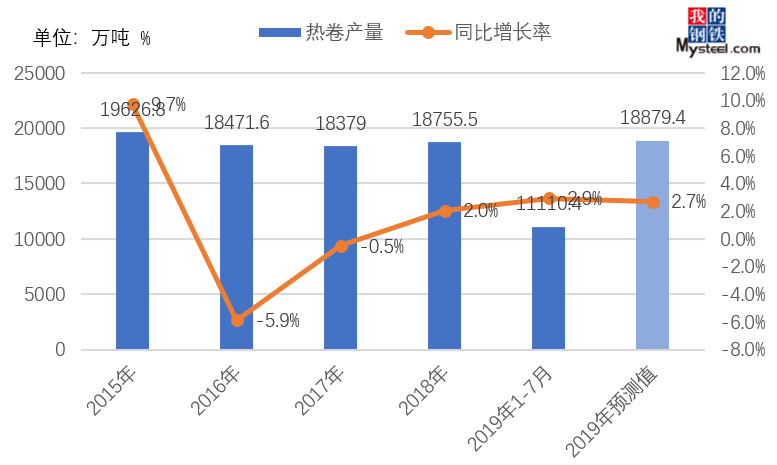 单位：万吨 %
热卷产量
同比增长率
我的
钢铁
Mysteel.com
25000
20000
15000
10000
5000
0
12.0%
10.0%
8.0%
6.0%
4.0%
2.0%
0.0%
-2.0%
-4.0%
-6.0%
-8.0%
19626.8
18471.6
18379
18755.5
11110.4
18879.4
9.7%
-5.9%
-0.5%
2.0%
2.9%
2.7%
2015年
2016年
2017年
2018年
2019年1-7月
2019年预测值